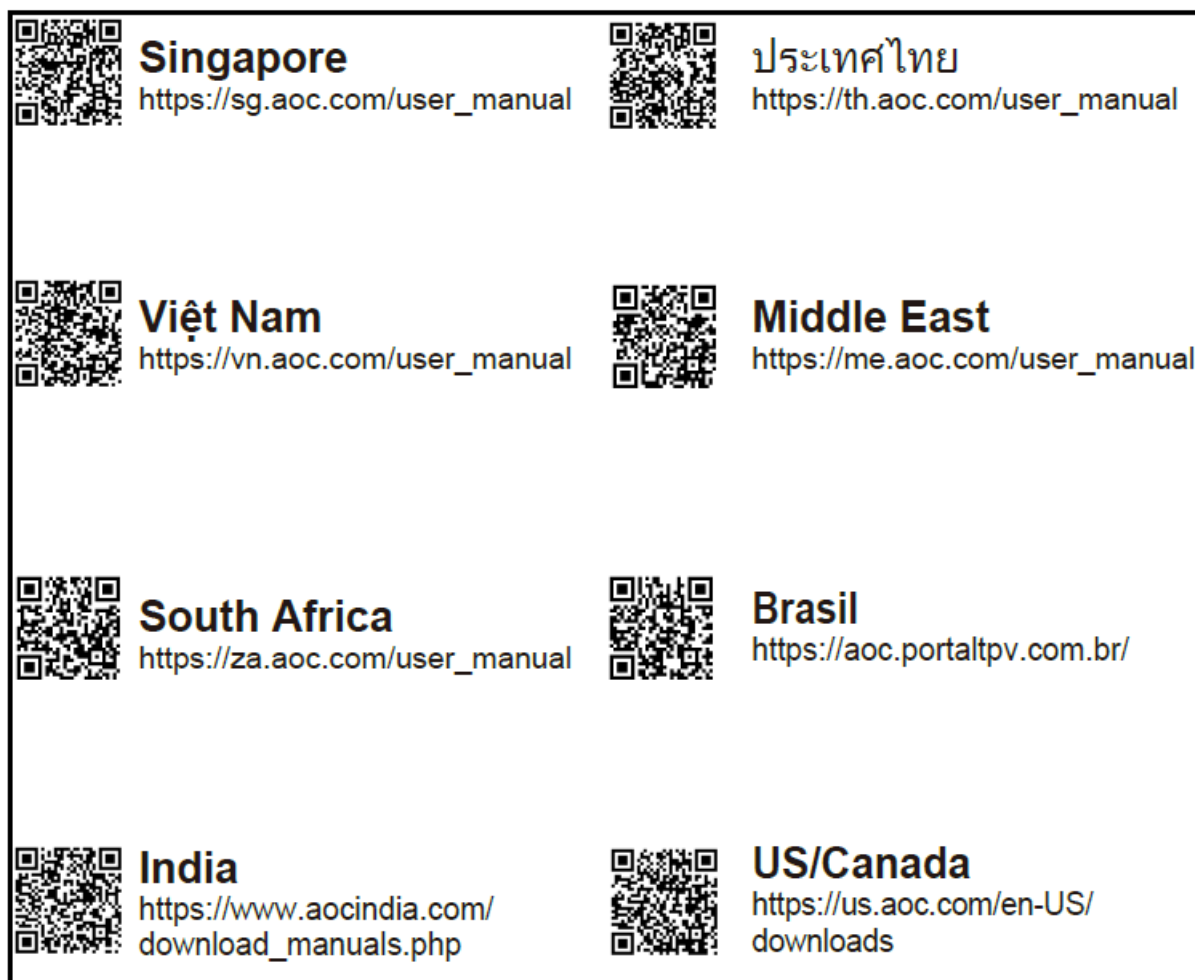 Singapore
https://sg.aoc.com/user_manual
ประเทศไทย
https://th.aoc.com/user_manual
Việt Nam
https://vn.aoc.com/user_manual
Middle East
https://me.aoc.com/user_manual
South Africa
https://za.aoc.com/user_manual
Brasil
https://aoc.portaltpv.com.br/
India
https://www.aocindia.com/
download_manuals.php
US/Canada
https://us.aoc.com/en-US/
downloads